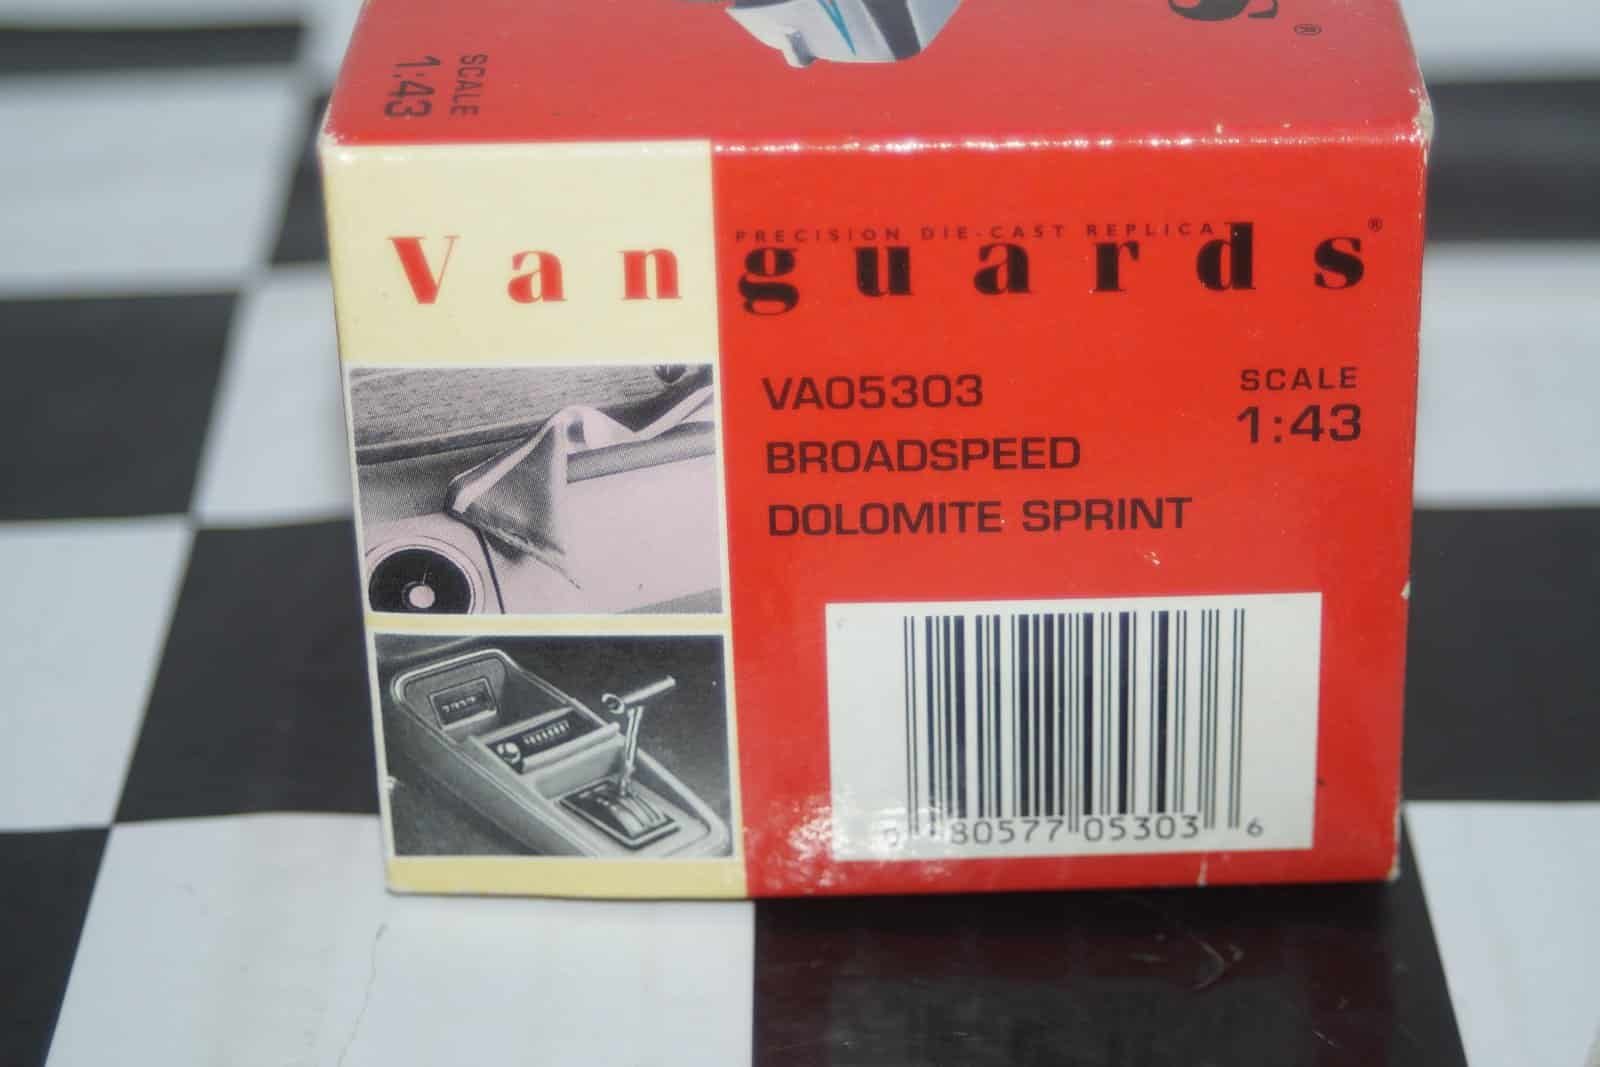 SCALE
1:43
s®
Vanguards®
PRECISION DIE-CAST REPLICA
VA05303
BROADSPEED
DOLOMITE SPRINT
SCALE
1:43
80577 05303 6